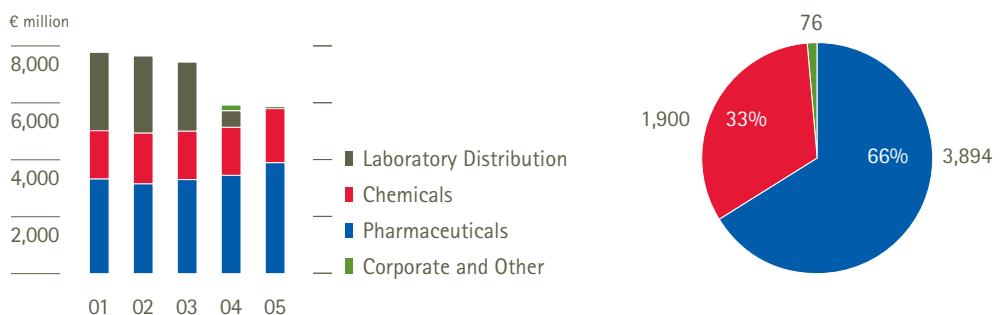 € million
8,000
6,000
4,000
2,000
01 02 03 04 05
Laboratory Distribution
Chemicals
Pharmaceuticals
Corporate and Other
76
1,900
33%
66%
3,894